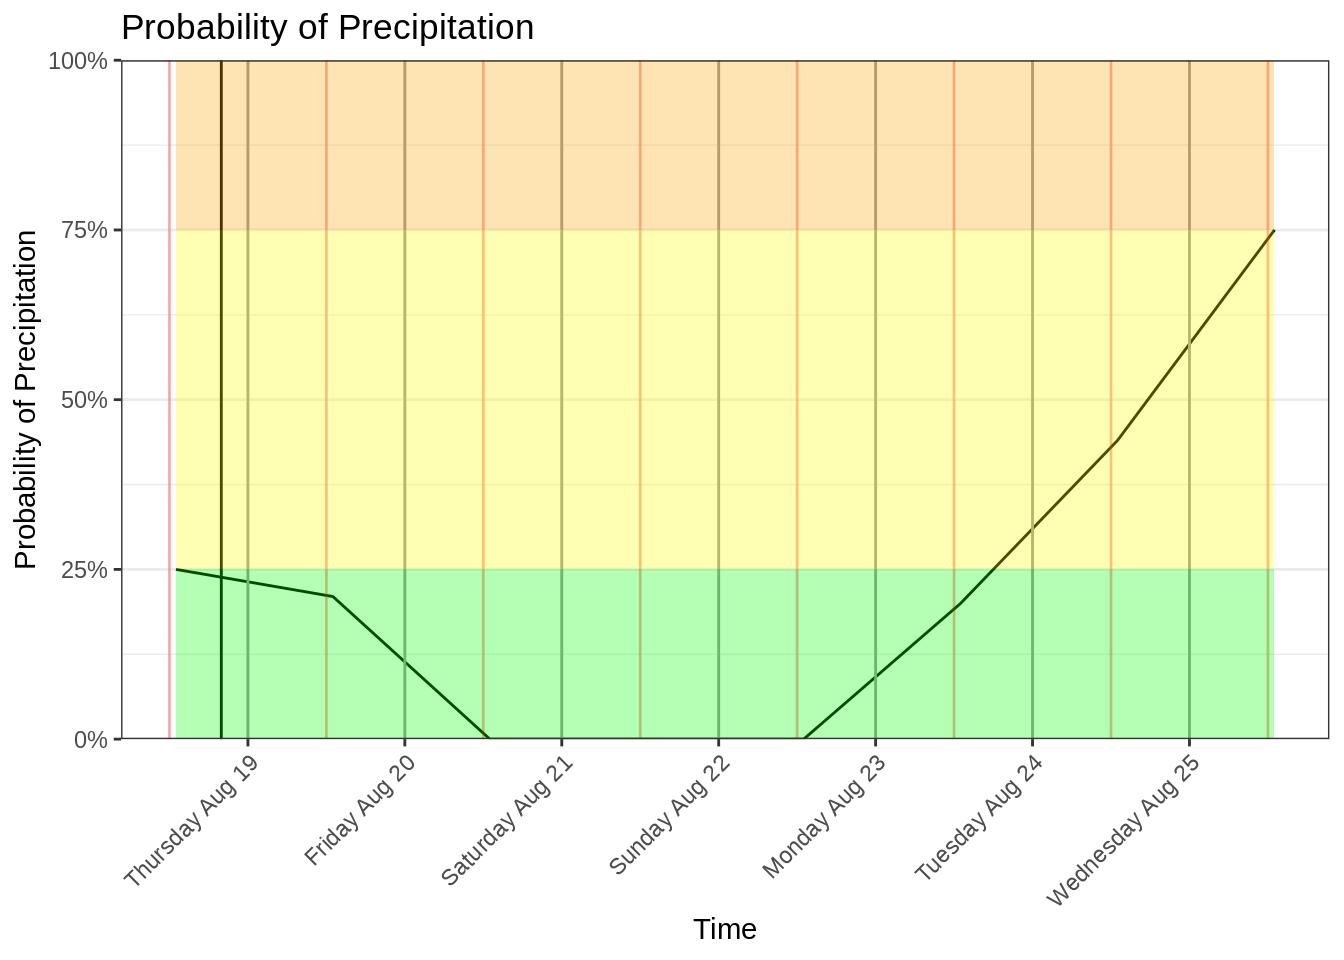 Probability of Precipitation
100%
75%
50%
25%
0%
Probability of Precipitation
Thursday Aug 19
Friday Aug 20
Saturday Aug 21
Sunday Aug 22
Monday Aug 23
Tuesday Aug 24
Wednesday Aug 25
Time